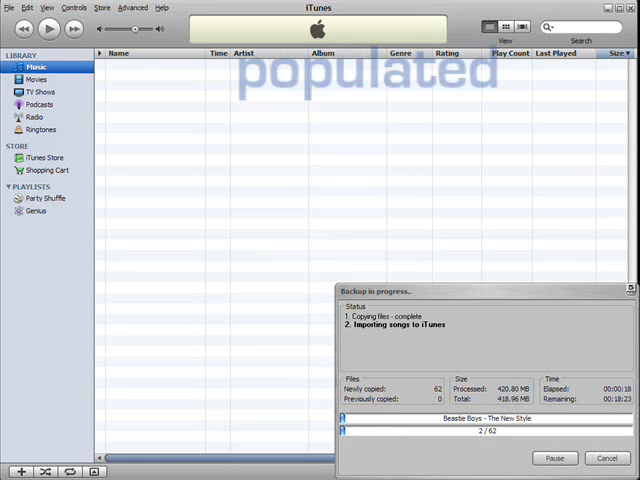 iTunes
File Edit View Controls Store Advanced Help
View
Search
LIBRARY
Music
Movies
TV Shows
Podcasts
Radio
Ringtones
STORE
iTunes Store
Shopping Cart
PLAYLISTS
Party Shuffle
Genius
Name Time Artist Album Genre Rating Play Count Last Played Size
populated
Backup in progress..
Status
1. Copying files - complete
2. Importing songs to iTunes
Files
Newly copied: 62
Previously copied: 0
Size
Processed: 420.80 MB
Total: 418.96 MB
Time
Elapsed: 00:00:18
Remaining: 00:18:23
Beastie Boys - The New Style
2 / 62
Pause Cancel